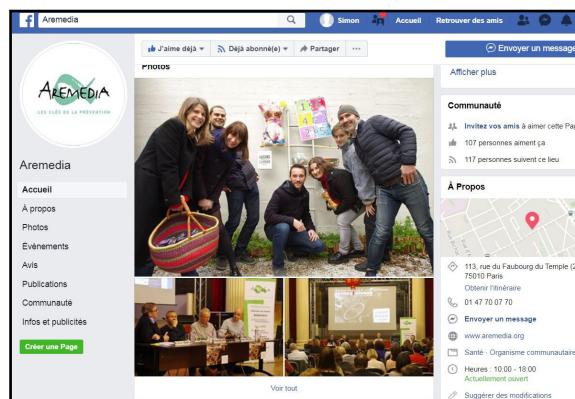 Aremedia
Simon
Accueil
Retrouver des amis
J'aime déjà
Déjà abonné(e)
Partager
Envoyer un message
AREMEDIA
LES CLÉS DE LA PRÉVENTION
Aremedia
Accueil
À propos
Photos
Évènements
Avis
Publications
Communauté
Infos et publicités
Créer une Page
Photos
Voir tout
Afficher plus
Communauté
Invitez vos amis à aimer cette Pag
107 personnes aiment ça
117 personnes suivent ce lieu
À Propos
113, rue du Faubourg du Temple (2
75010 Paris
Obtenir l'itinéraire
01 47 70 07 70
Envoyer un message
www.aremedia.org
Santé · Organisme communautaire
Heures : 10:00 - 18:00
Actuellement ouvert
Suggérer des modifications